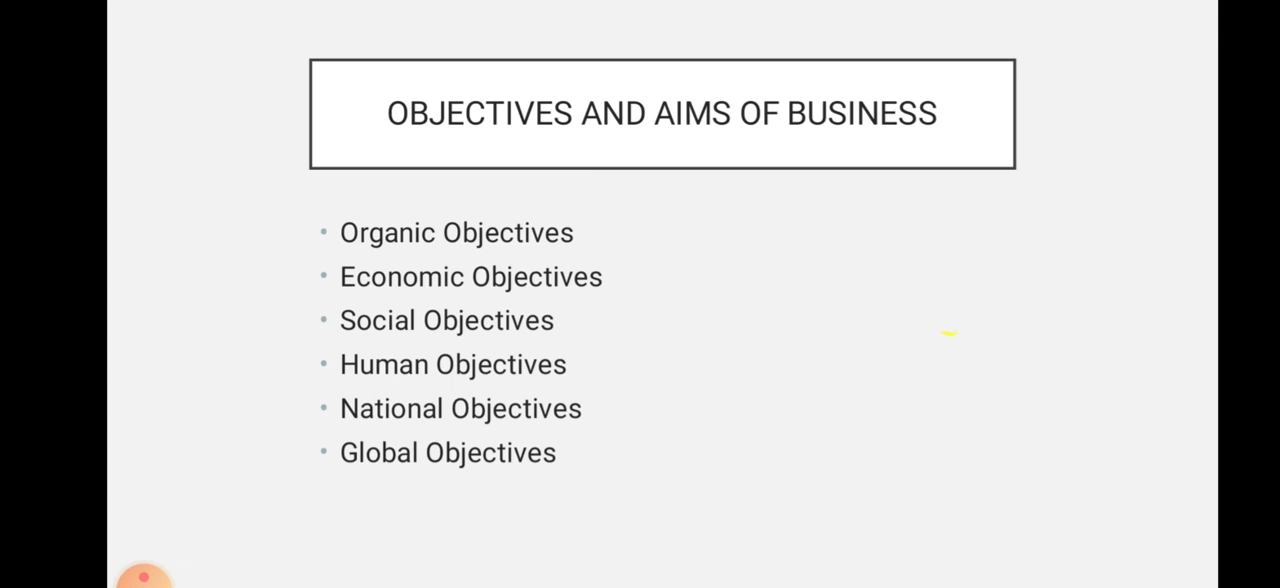 OBJECTIVES AND AIMS OF BUSINESS
• Organic Objectives
• Economic Objectives
• Social Objectives
• Human Objectives
• National Objectives
• Global Objectives